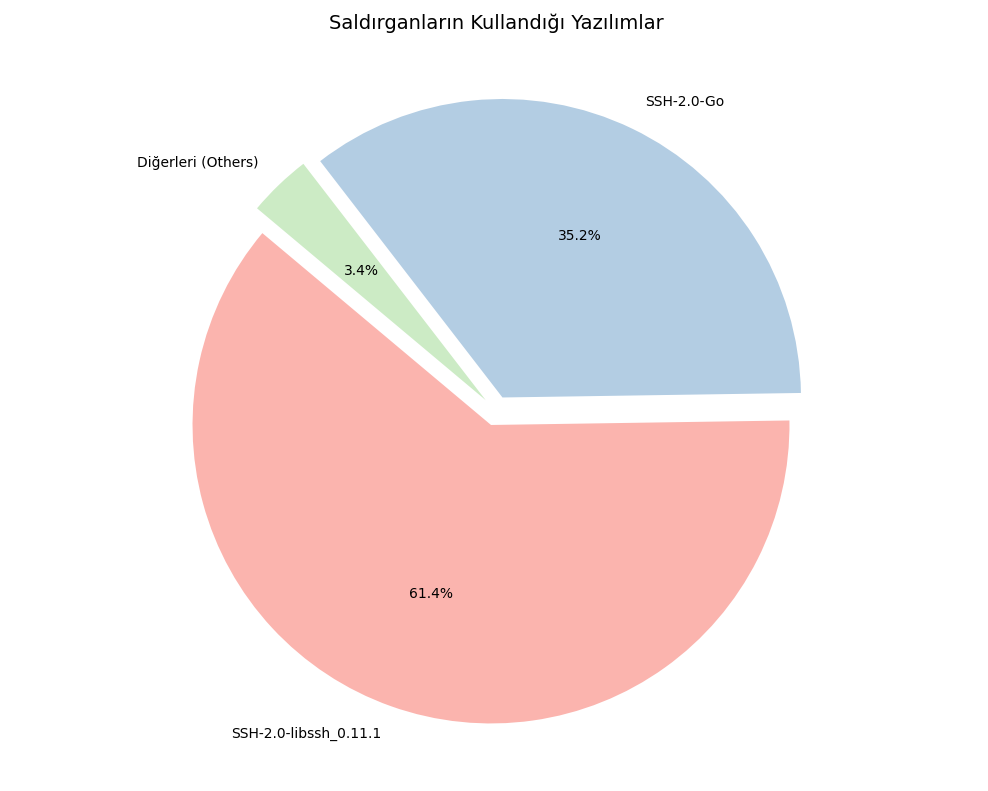 Saldırganların Kullandığı Yazılımlar
SSH-2.0-Go
Diğerleri (Others)
35.2%
3.4%
61.4%
SSH-2.0-libssh_0.11.1